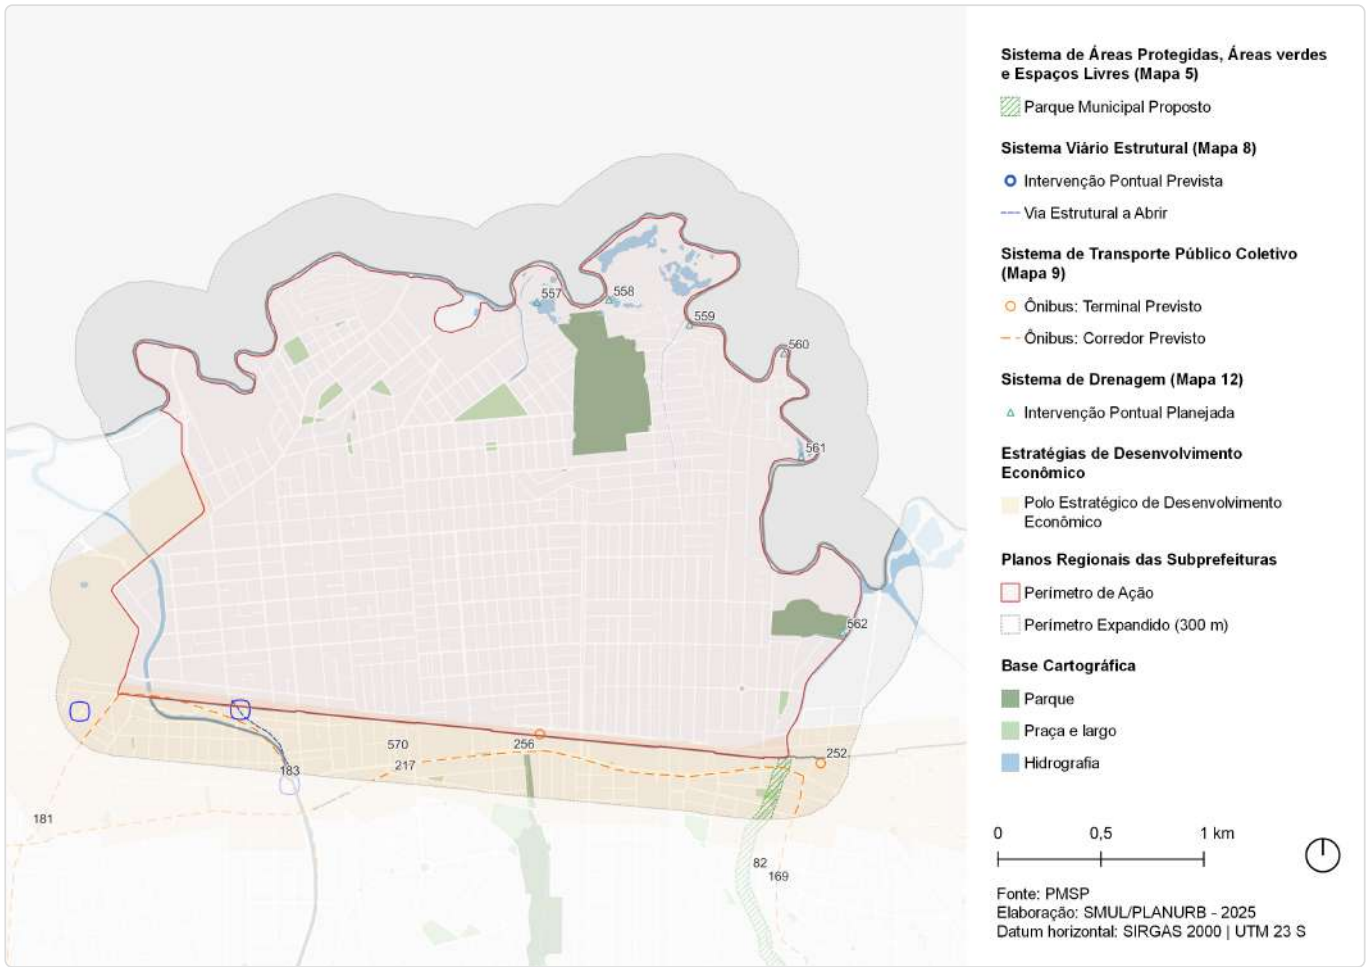 557
558
559
560
561
562
570
256
217
252
183
181
82
169
Sistema de Áreas Protegidas, Áreas verdes
e Espaços Livres (Mapa 5)
Parque Municipal Proposto
Sistema Viário Estrutural (Mapa 8)
Intervenção Pontual Prevista
Via Estrutural a Abrir
Sistema de Transporte Público Coletivo
(Mapa 9)
Ônibus: Terminal Previsto
Ônibus: Corredor Previsto
Sistema de Drenagem (Mapa 12)
Intervenção Pontual Planejada
Estratégias de Desenvolvimento
Econômico
Polo Estratégico de Desenvolvimento
Econômico
Planos Regionais das Subprefeituras
Perímetro de Ação
Perímetro Expandido (300 m)
Base Cartográfica
Parque
Praça e largo
Hidrografia
0 0,5 1 km
Fonte: PMSP
Elaboração: SMUL/PLANURB - 2025
Datum horizontal: SIRGAS 2000 | UTM 23 S